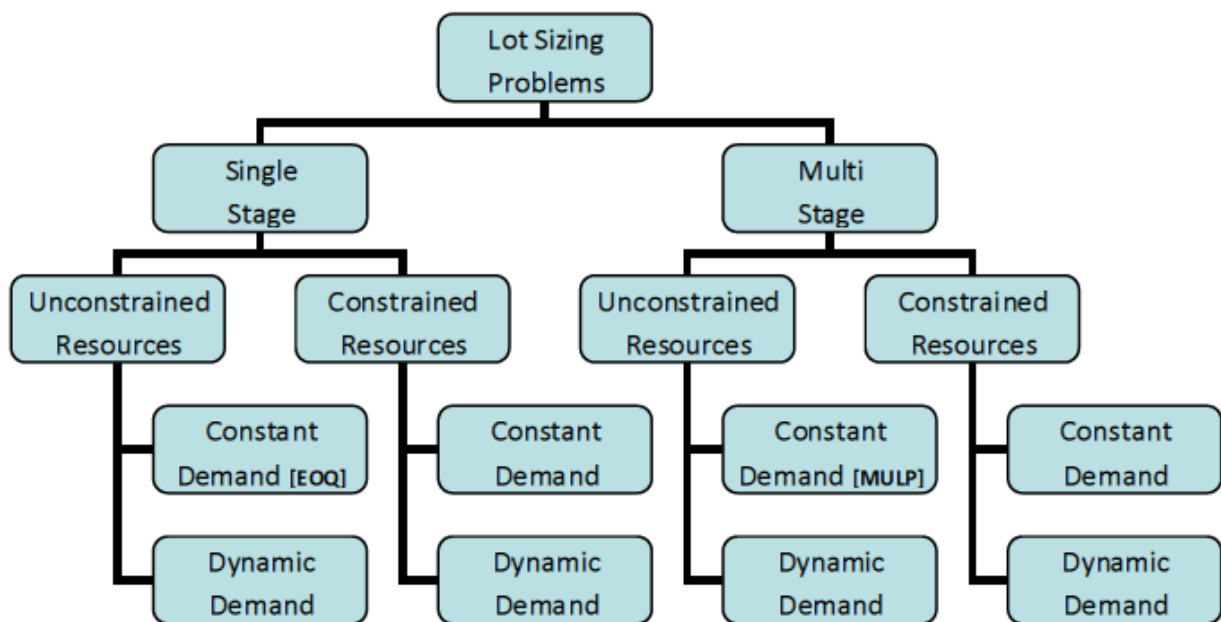 Lot Sizing
Problems
Single
Stage
Multi
Stage
Unconstrained
Resources
Constrained
Resources
Unconstrained
Resources
Constrained
Resources
Constant
Demand [EOQ]
Constant
Demand
Constant
Demand [MULP]
Constant
Demand
Dynamic
Demand
Dynamic
Demand
Dynamic
Demand
Dynamic
Demand